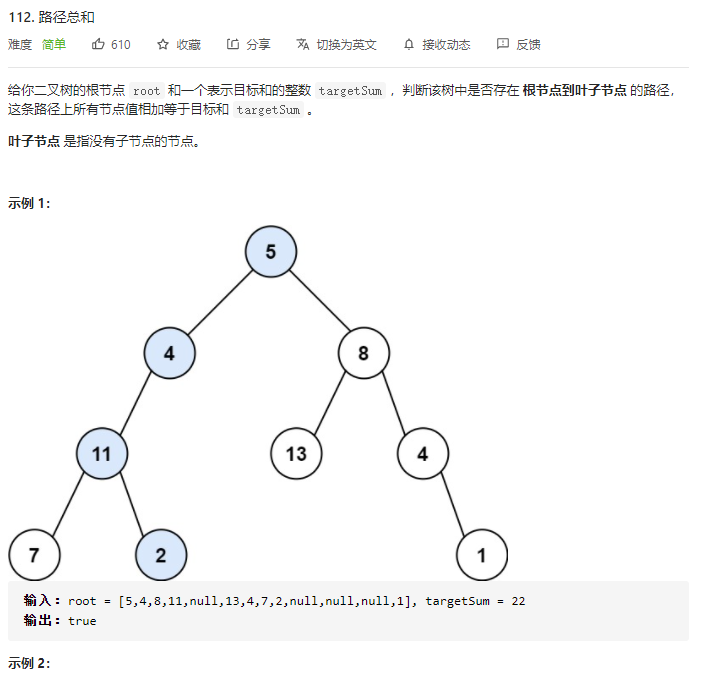 112. 路径总和
难度 简单 610 收藏 分享 切换为英文 接收动态 反馈
给你二叉树的根节点 root 和一个表示目标和的整数 targetSum ，判断该树中是否存在 根节点到叶子节点 的路径，
这条路径上所有节点值相加等于目标和 targetSum 。
叶子节点 是指没有子节点的节点。
示例 1：
5
4 8
11 13 4
7 2 1
输入：root = [5,4,8,11,null,13,4,7,2,null,null,null,1], targetSum = 22
输出：true
示例 2：